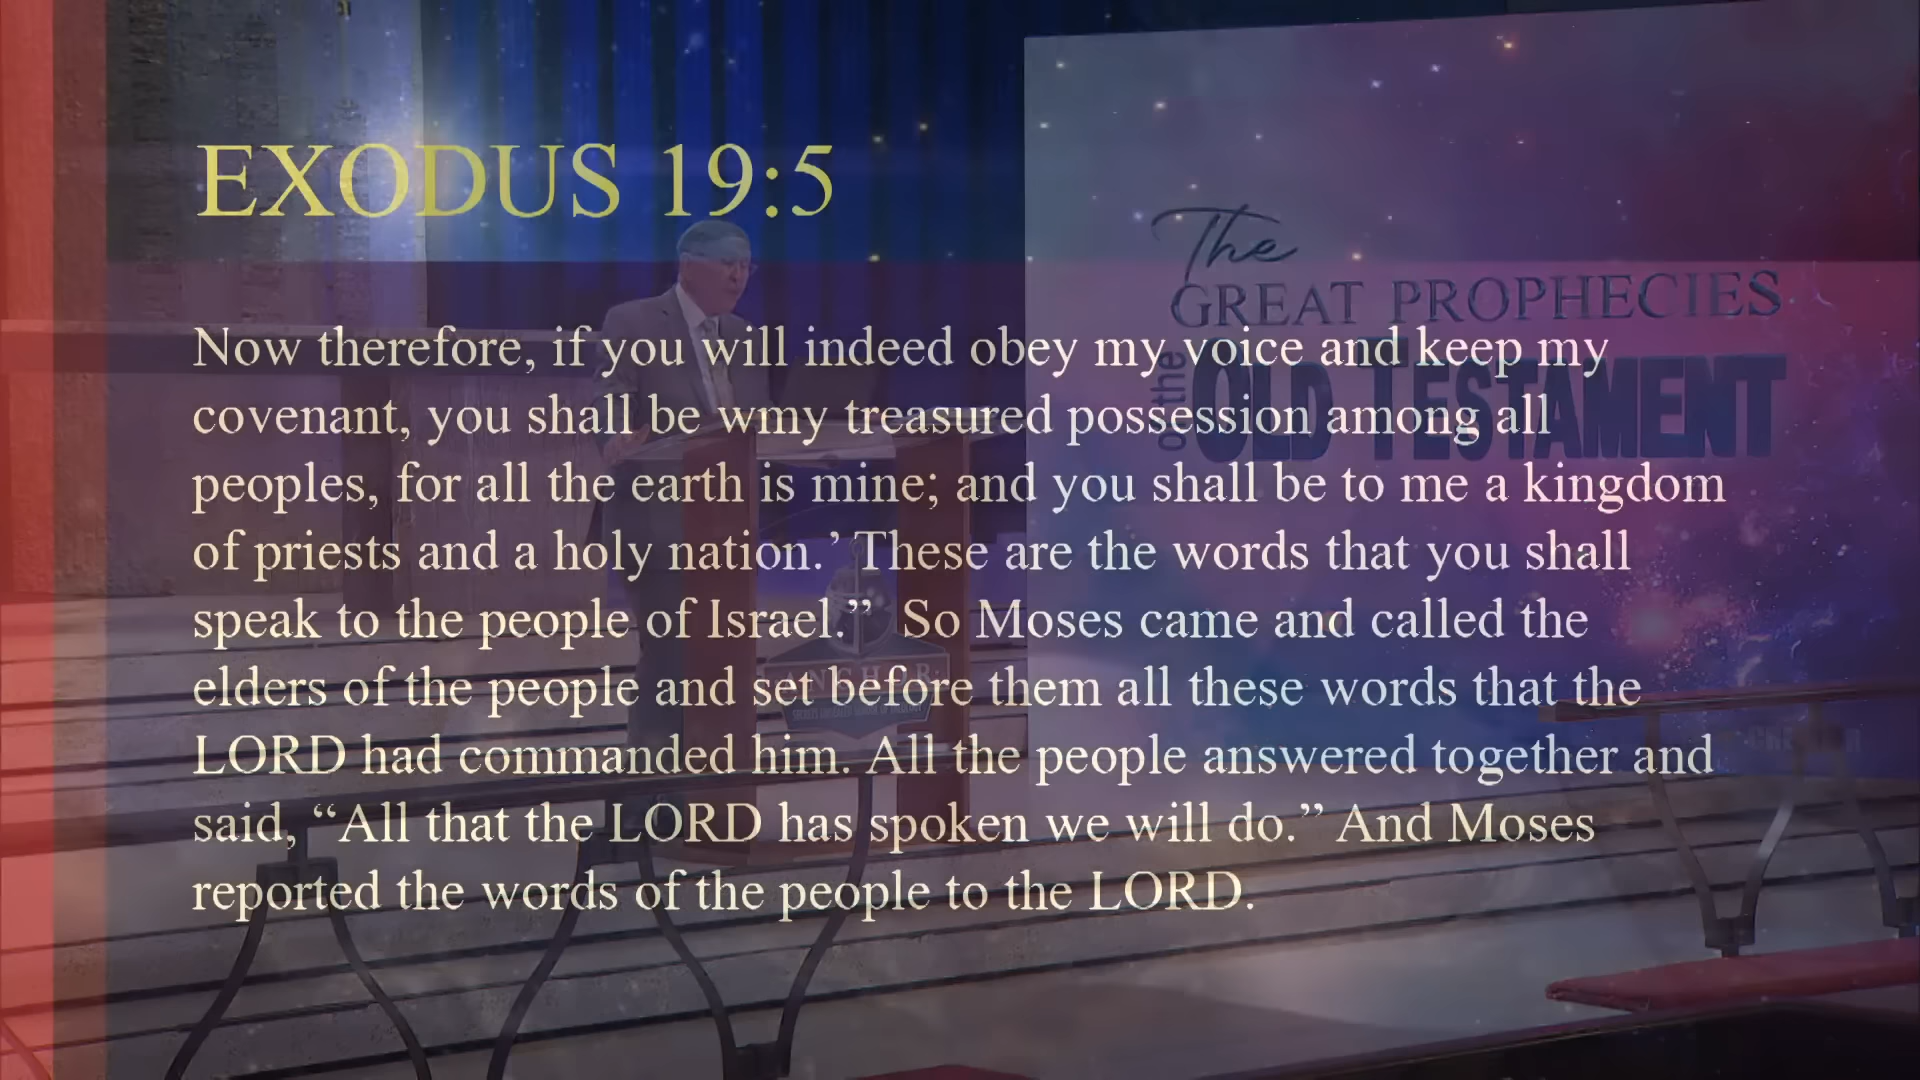 EXODUS 19:5
Now therefore, if you will indeed obey my voice and keep my
covenant, you shall be wmy treasured possession among all
peoples, for all the earth is mine; and you shall be to me a kingdom
of priests and a holy nation.’ These are the words that you shall
speak to the people of Israel.”  So Moses came and called the
elders of the people and set before them all these words that the
LORD had commanded him. All the people answered together and
said, “All that the LORD has spoken we will do.” And Moses
reported the words of the people to the LORD.
The
GREAT PROPHECIES
of the
OLD TESTAMENT
ANCHOR